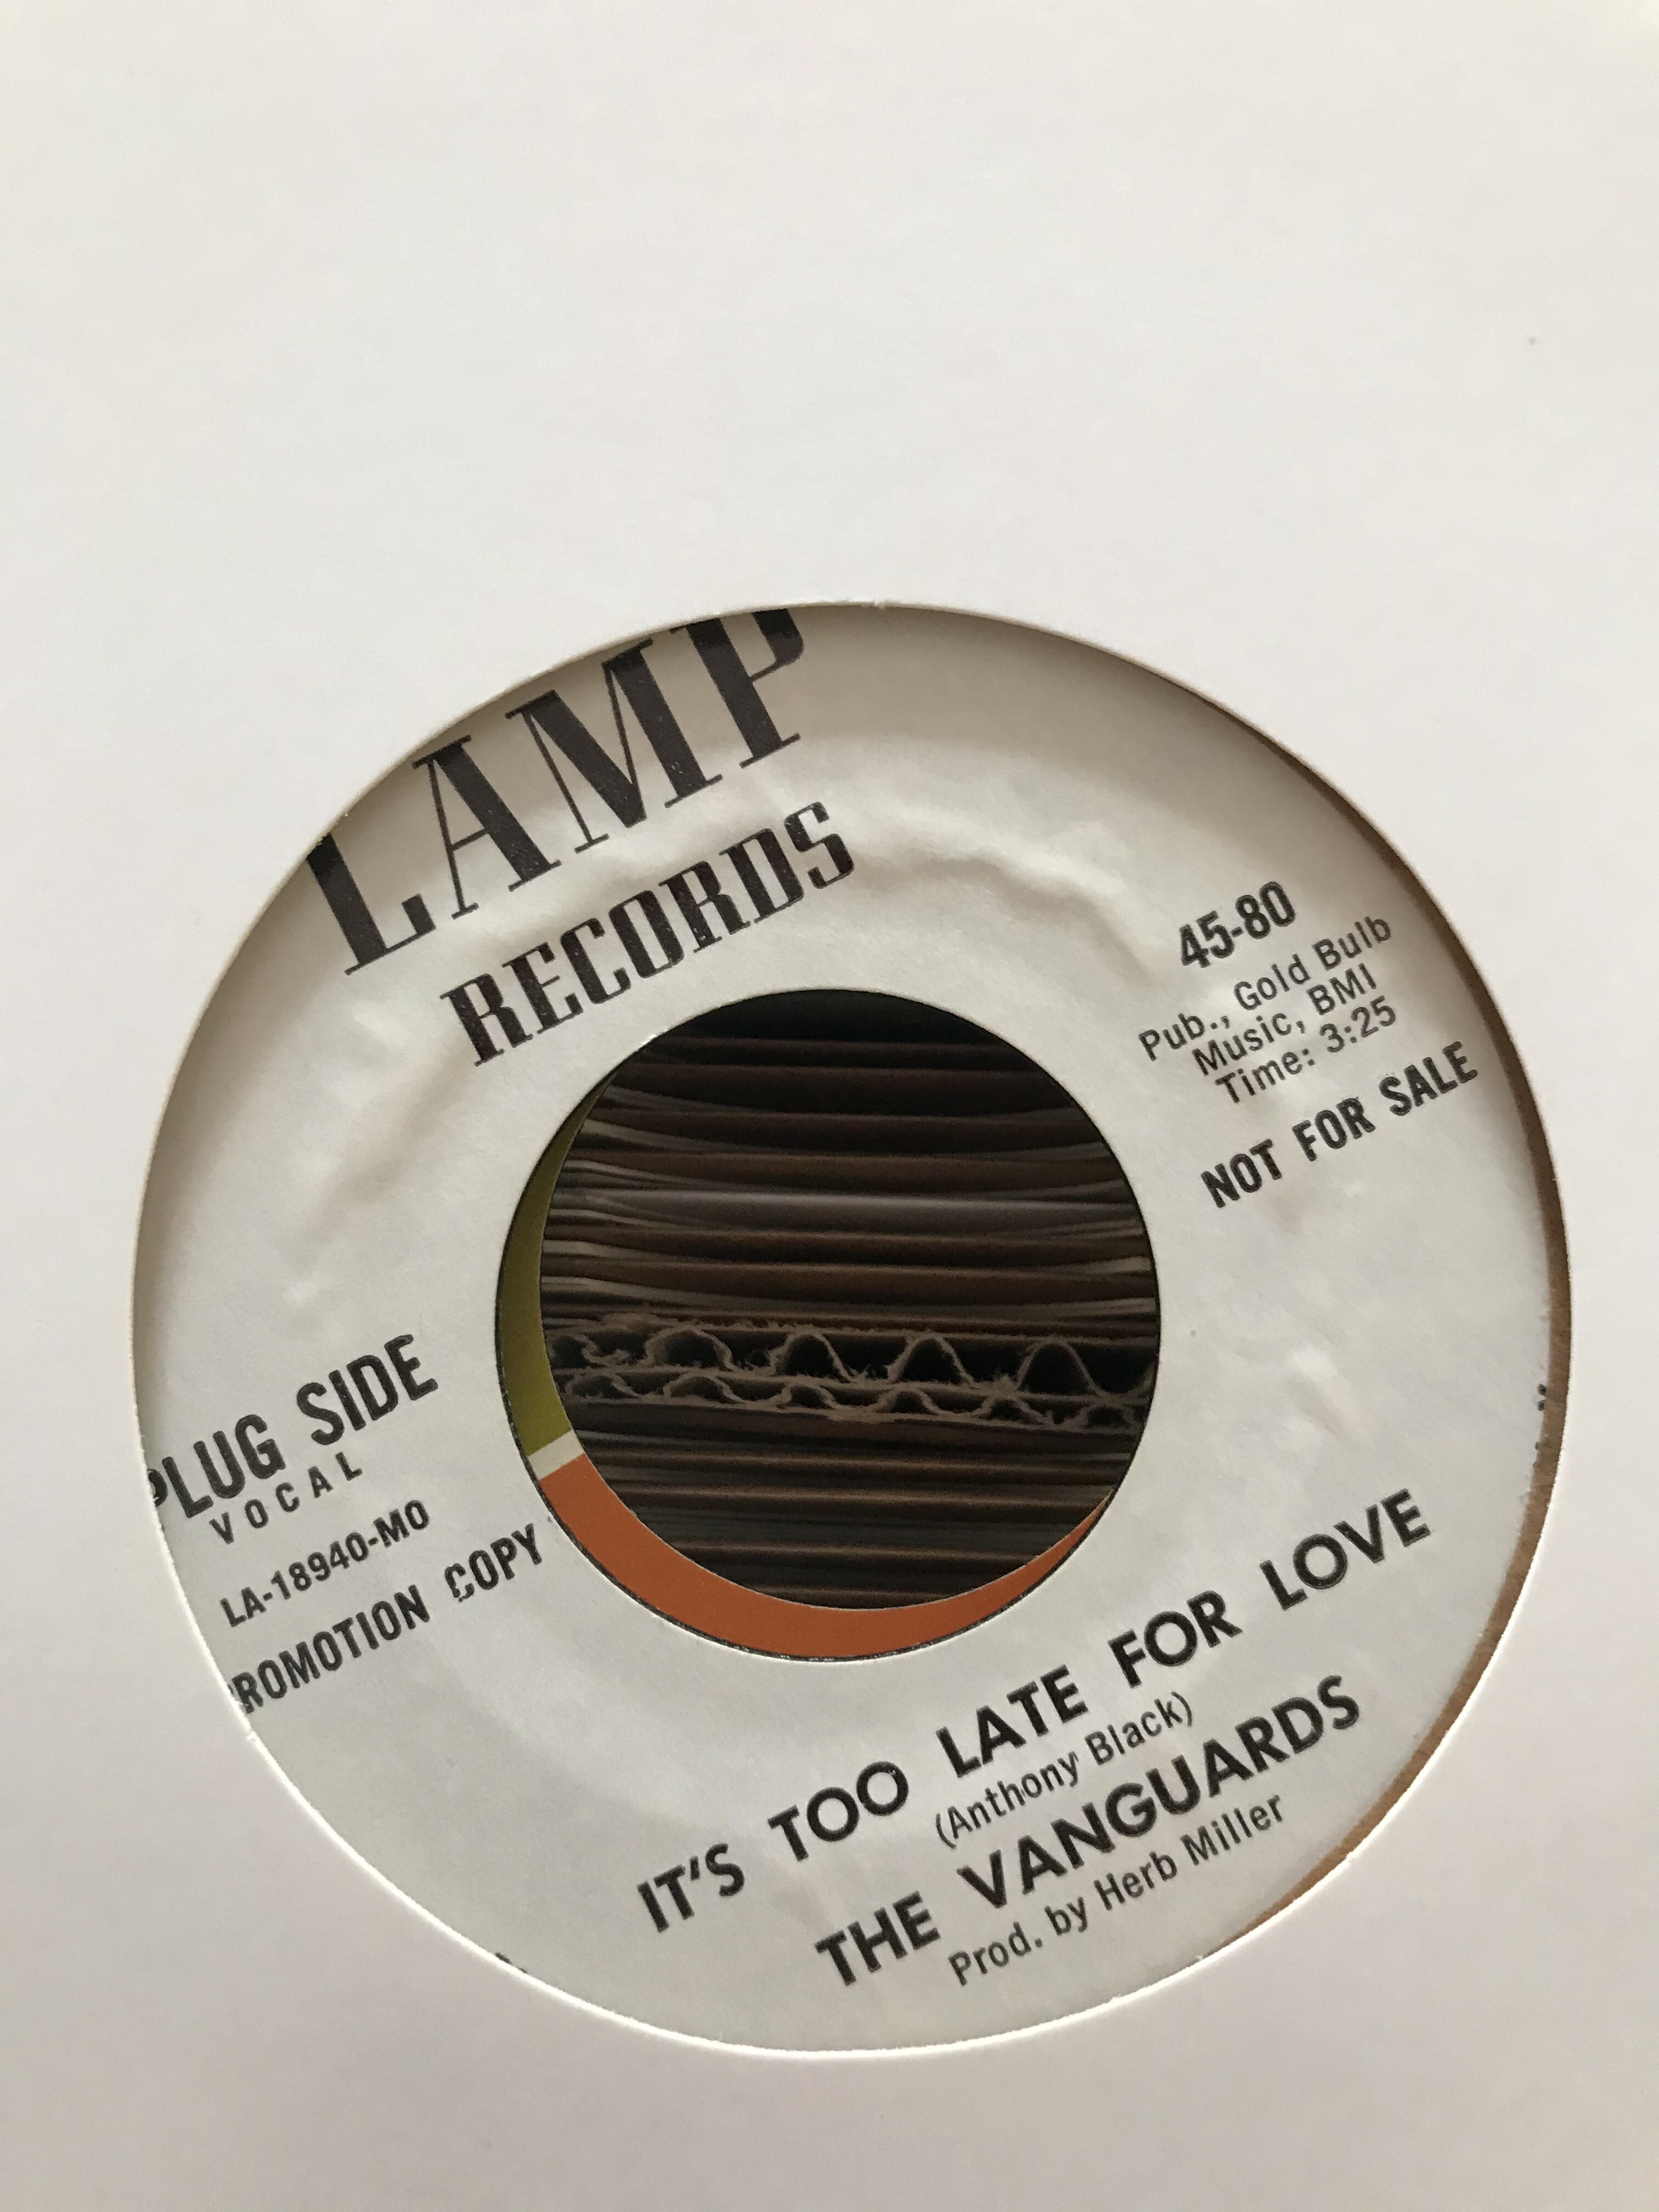 LAMP
RECORDS
45-80
Pub., Gold Bulb
Music, BMI
Time: 3:25
NOT FOR SALE
PLUG SIDE
VOCAL
LA-18940-MO
ROMOTION COPY
IT'S TOO LATE FOR LOVE
(Anthony Black)
THE VANGUARDS
Prod. by Herb Miller